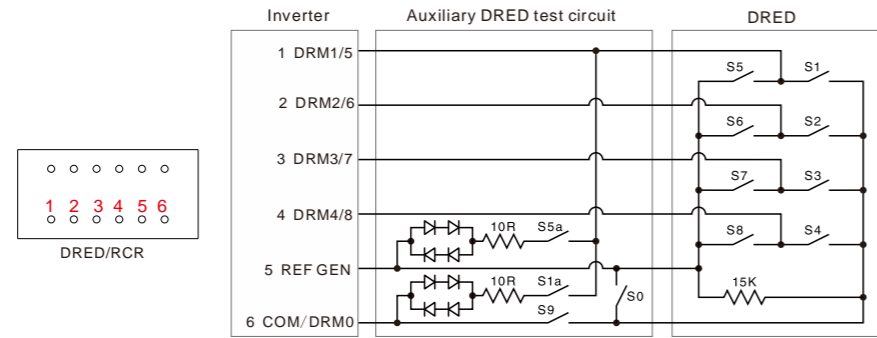 Inverter Auxiliary DRED test circuit DRED
1 DRM1/5
S5 S1
2 DRM2/6
S6 S2
3 DRM3/7
S7 S3
1 2 3 4 5 6
DRED/RCR
4 DRM4/8
10R S5a
S8 S4
5 REF GEN
10R S1a
S0
15K
6 COM/DRM0
S9